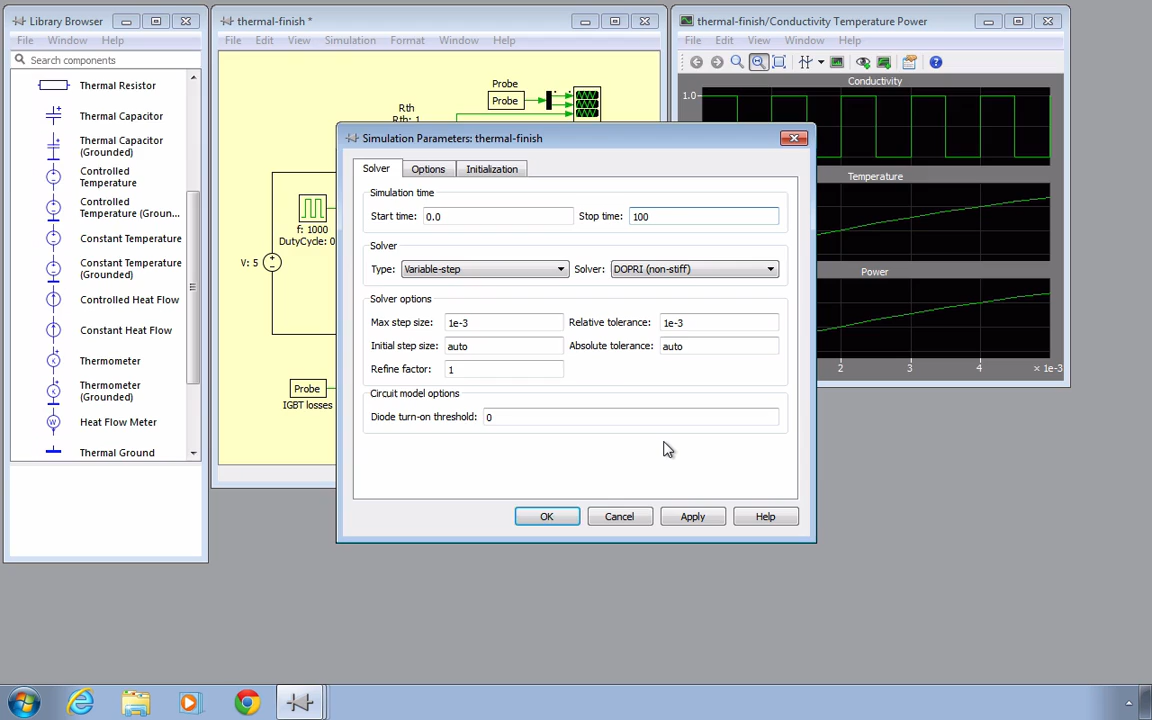 Library Browser
File Window Help
Search components
Thermal Resistor
Thermal Capacitor
Thermal Capacitor
(Grounded)
Controlled
Temperature
Controlled
Temperature (Groun...
Constant Temperature
Constant Temperature
(Grounded)
Controlled Heat Flow
Constant Heat Flow
Thermometer
Thermometer
(Grounded)
Heat Flow Meter
Thermal Ground
thermal-finish *
File Edit View Simulation Format Window Help
Probe
Probe
Rth
Rth: 1
f: 1000
DutyCycle: 0
V: 5
Probe
IGBT losses
Simulation Parameters: thermal-finish
Solver Options Initialization
Simulation time
Start time: 0.0 Stop time: 100
Solver
Type: Variable-step Solver: DOPRI (non-stiff)
Solver options
Max step size: 1e-3 Relative tolerance: 1e-3
Initial step size: auto Absolute tolerance: auto
Refine factor: 1
Circuit model options
Diode turn-on threshold: 0
OK Cancel Apply Help
thermal-finish/Conductivity Temperature Power
File Edit View Window Help
Conductivity
1.0
Temperature
Power
2 3 4 × 1e-3